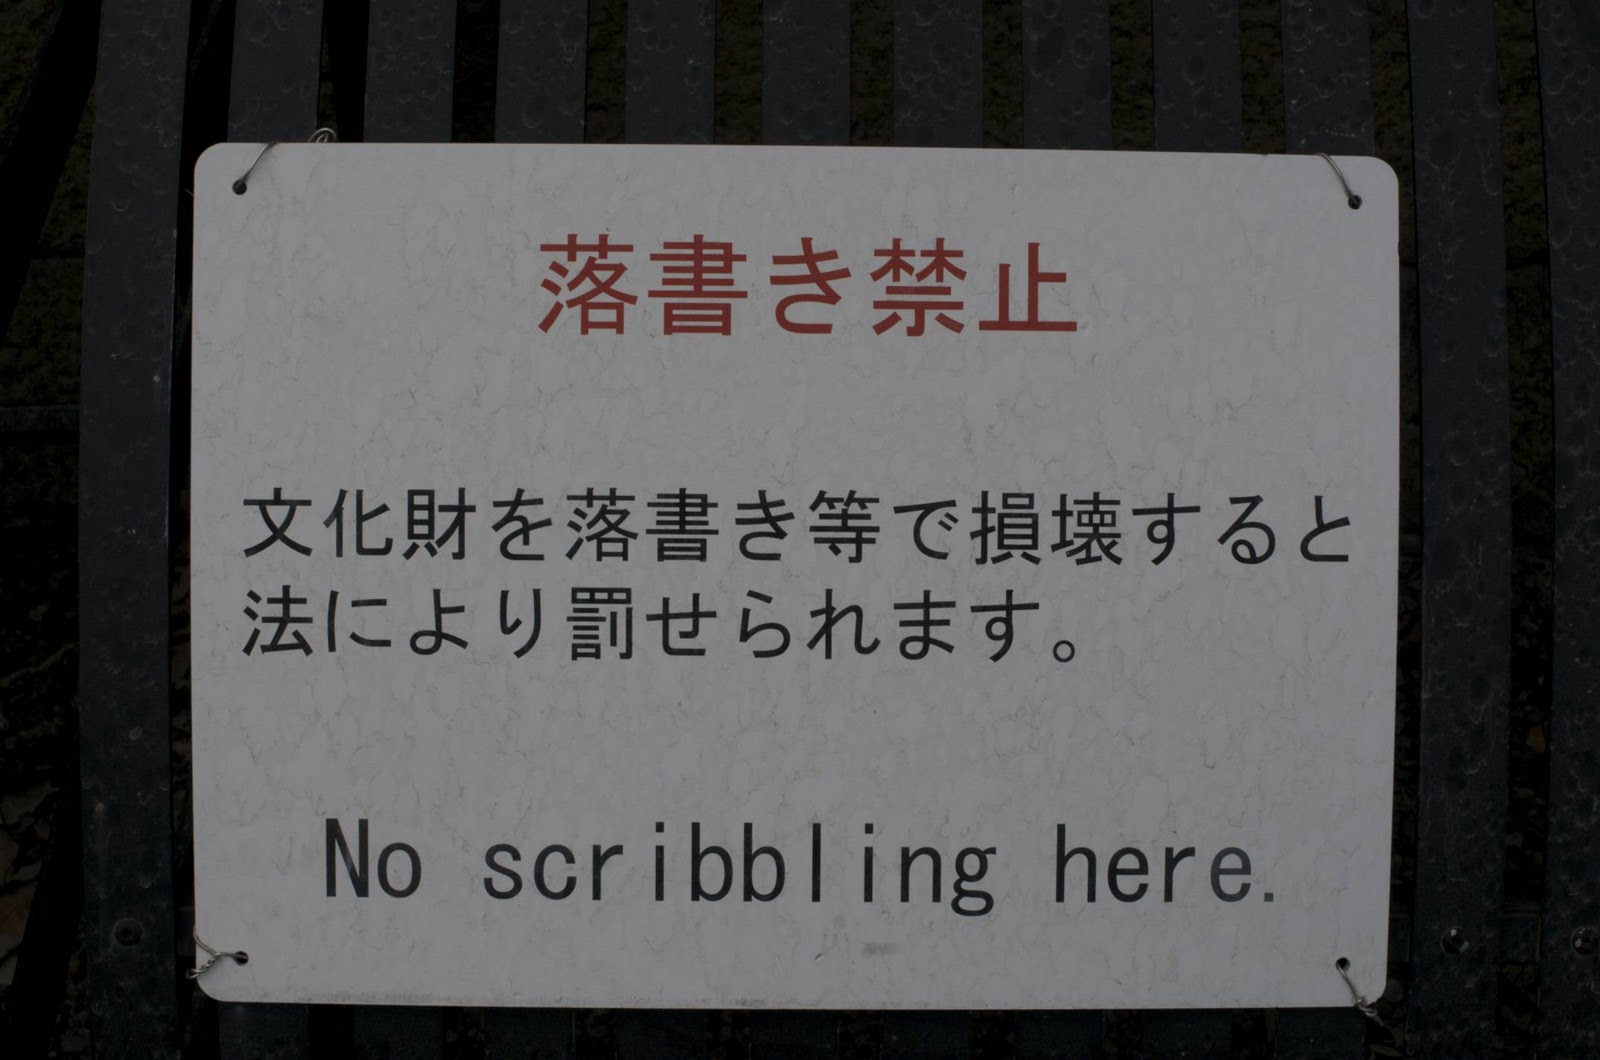 落書き禁止
文化財を落書き等で損壊すると
法により罰せられます。
No scribbling here.